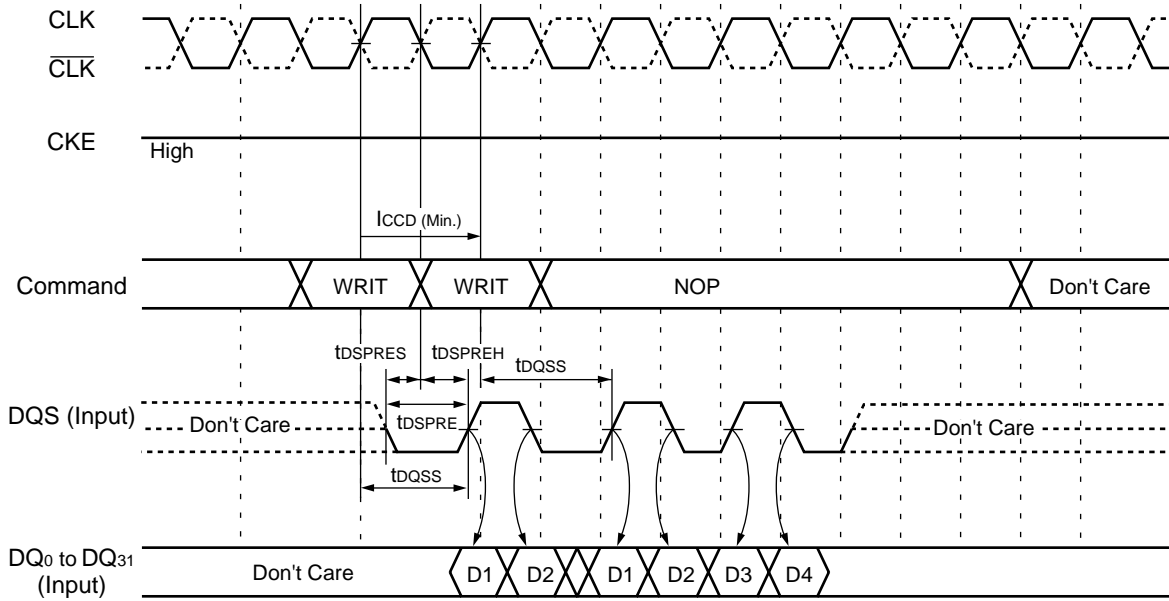 CLK
CLK
CKE
High
ICCD (Min.)
Command
WRIT WRIT NOP Don't Care
tDSPRES tDSPREH tDQSS
DQS (Input)
Don't Care tDSPRE Don't Care
tDQSS
DQ0 to DQ31
(Input)
Don't Care D1 D2 D1 D2 D3 D4